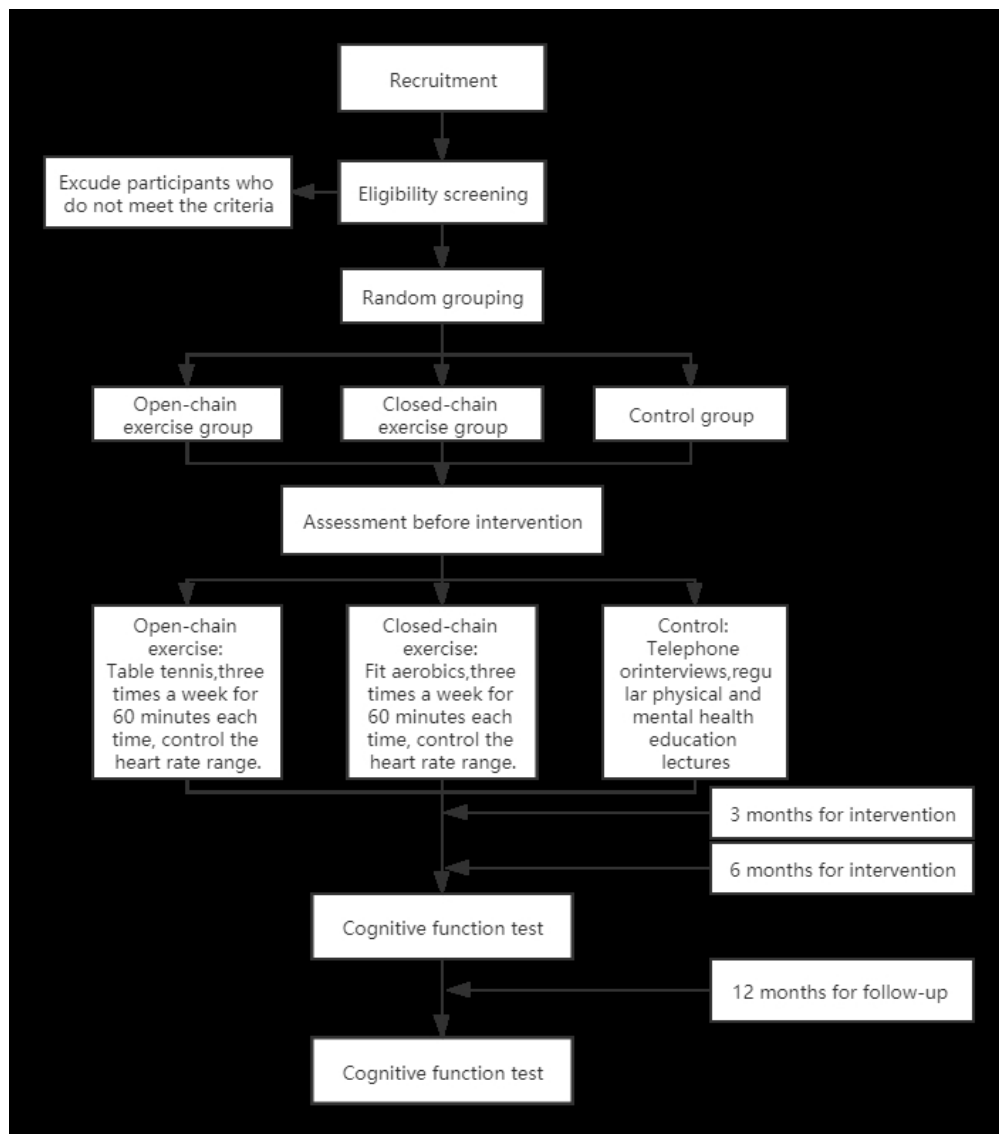 Recruitment
Excude participants who
do not meet the criteria
Eligibility screening
Random grouping
Open-chain
exercise group
Closed-chain
exercise group
Control group
Assessment before intervention
Open-chain
exercise:
Table tennis,three
times a week for
60 minutes each
time, control the
heart rate range.
Closed-chain
exercise:
Fit aerobics,three
times a week for
60 minutes each
time, control the
heart rate range.
Control:
Telephone
orinterviews,regu
lar physical and
mental health
education
lectures
3 months for intervention
6 months for intervention
Cognitive function test
12 months for follow-up
Cognitive function test